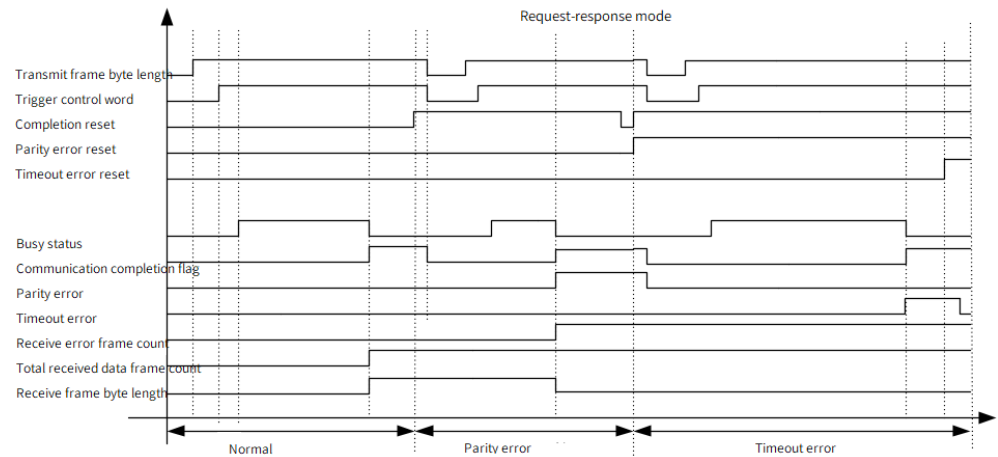 Request-response mode
Transmit frame byte length
Trigger control word
Completion reset
Parity error reset
Timeout error reset
Busy status
Communication completion flag
Parity error
Timeout error
Receive error frame count
Total received data frame count
Receive frame byte length
Normal
Parity error
Timeout error